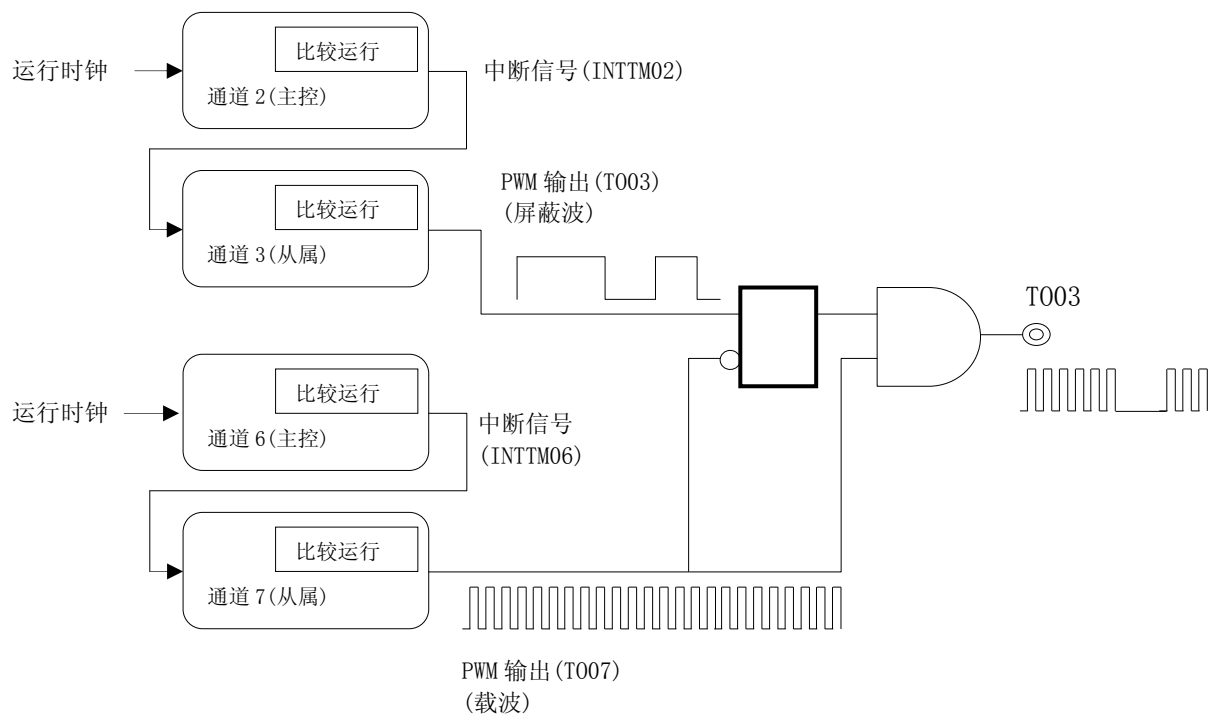 比较运行
运行时钟
通道 2(主控)
中断信号(INTTM02)
比较运行
通道 3(从属)
PWM 输出(TO03)
(屏蔽波)
TO03
比较运行
运行时钟
通道 6(主控)
中断信号
(INTTM06)
比较运行
通道 7(从属)
PWM 输出(TO07)
(载波)